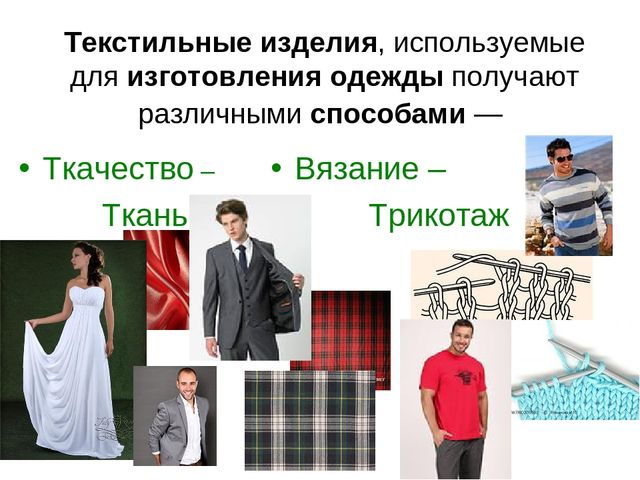 Текстильные изделия, используемые
для изготовления одежды получают
различными способами —
• Ткачество –
Ткань
• Вязание –
Трикотаж